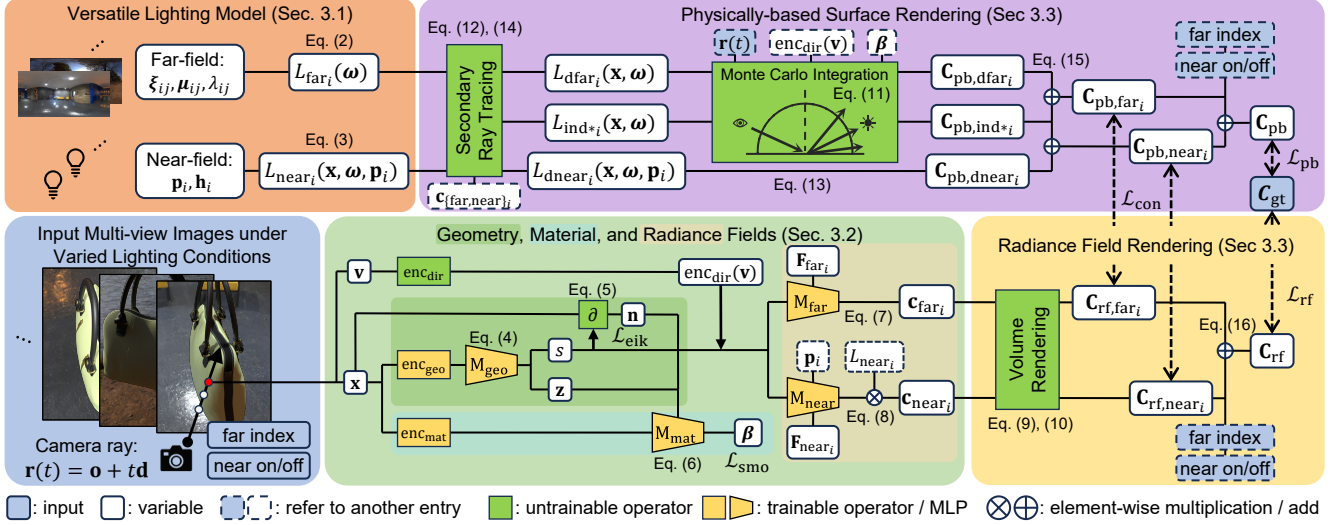 Versatile Lighting Model (Sec. 3.1)
...
Far-field:
ξ_ij, μ_ij, λ_ij
Eq. (2)
L_far_i(ω)
...
Near-field:
p_i, h_i
Eq. (3)
L_near_i(x, ω, p_i)
Physically-based Surface Rendering (Sec 3.3)
Eq. (12), (14)
Secondary
Ray Tracing
c_{far,near}_i
L_dfar_i(x, ω)
L_ind*_i(x, ω)
L_dnear_i(x, ω, p_i)
r(t)
enc_dir(v)
β
Monte Carlo Integration
Eq. (11)
Eq. (13)
C_pb,dfar_i
C_pb,ind*_i
C_pb,dnear_i
Eq. (15)
C_pb,far_i
C_pb,near_i
far index
near on/off
C_pb
ℒ_pb
C_gt
ℒ_con
ℒ_rf
Input Multi-view Images under
Varied Lighting Conditions
...
Camera ray:
r(t) = o + td
far index
near on/off
Geometry, Material, and Radiance Fields (Sec. 3.2)
v
enc_dir
enc_dir(v)
Eq. (5)
∂
n
ℒ_eik
x
enc_geo
Eq. (4)
M_geo
s
z
enc_mat
M_mat
Eq. (6)
β
ℒ_smo
F_far_i
M_far
Eq. (7)
c_far_i
p_i
L_near_i
M_near
Eq. (8)
c_near_i
F_near_i
Radiance Field Rendering (Sec 3.3)
Volume
Rendering
Eq. (9), (10)
C_rf,far_i
C_rf,near_i
Eq. (16)
C_rf
far index
near on/off
: input
: variable
: refer to another entry
: untrainable operator
: trainable operator / MLP
: element-wise multiplication / add